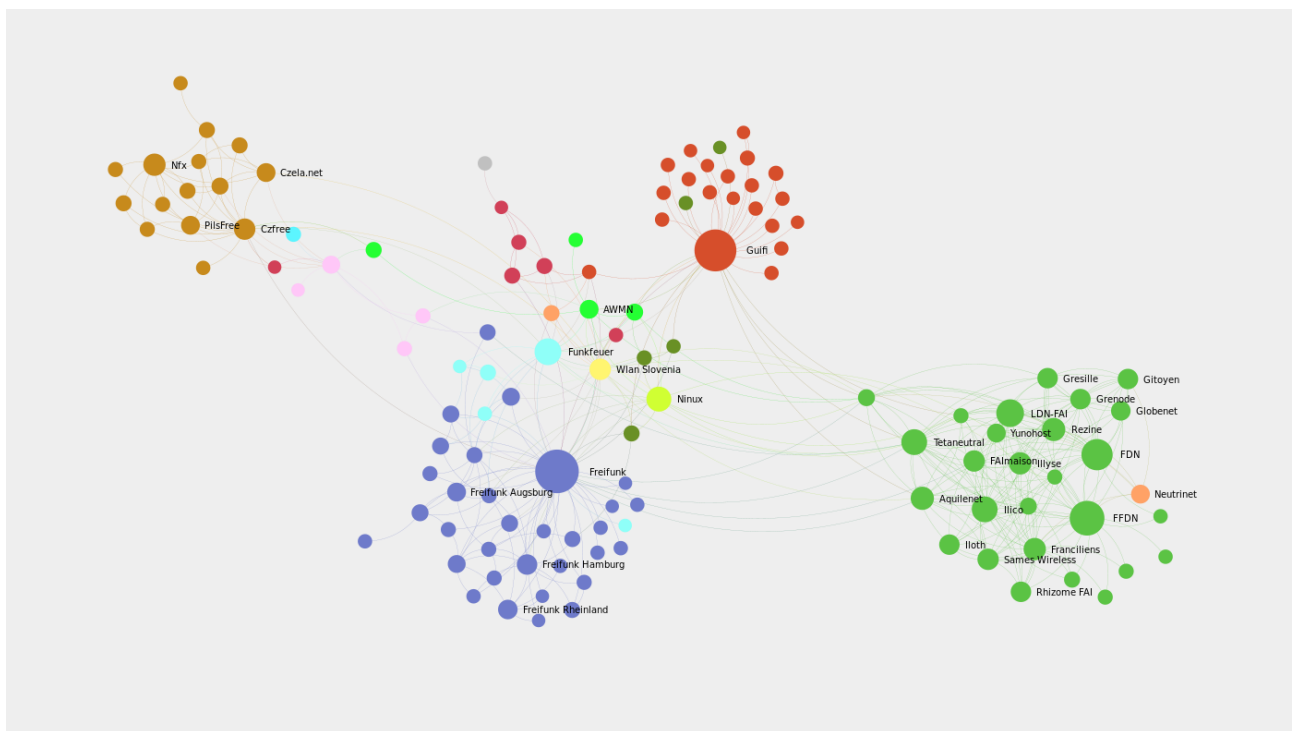 Nfx
Czela.net
PilsFree
Czfree
Guifi
AWMN
Funkfeuer
Wlan Slovenia
Ninux
Gresille
Gitoyen
Grenode
LDN-FAI
Globenet
Rezine
Yunohost
Tetaneutral
FDN
FAImaison
Illyse
Freifunk
Freifunk Augsburg
Neutrinet
Aquilenet
Ilico
FFDN
Iloth
Franciliens
Sames Wireless
Freifunk Hamburg
Rhizome FAI
Freifunk Rheinland